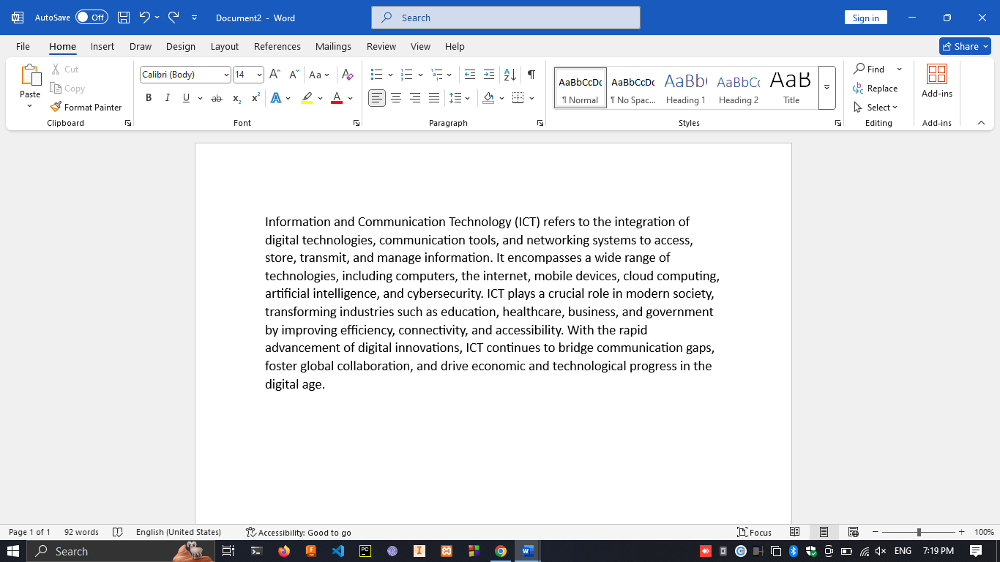 AutoSave Off Document2 - Word Search Sign in
File Home Insert Draw Design Layout References Mailings Review View Help Share
Paste Cut Copy Format Painter
Calibri (Body) 14 Aa
B I U ab x₂ x² A A
AaBbCcDc AaBbCcDc AaBbC AaBbCc AaB
¶ Normal ¶ No Spac... Heading 1 Heading 2 Title
Find Replace Select
Add-ins
Clipboard Font Paragraph Styles Editing Add-ins
Information and Communication Technology (ICT) refers to the integration of
digital technologies, communication tools, and networking systems to access,
store, transmit, and manage information. It encompasses a wide range of
technologies, including computers, the internet, mobile devices, cloud computing,
artificial intelligence, and cybersecurity. ICT plays a crucial role in modern society,
transforming industries such as education, healthcare, business, and government
by improving efficiency, connectivity, and accessibility. With the rapid
advancement of digital innovations, ICT continues to bridge communication gaps,
foster global collaboration, and drive economic and technological progress in the
digital age.
Page 1 of 1 92 words English (United States) Accessibility: Good to go Focus 100%
Search ENG 7:19 PM